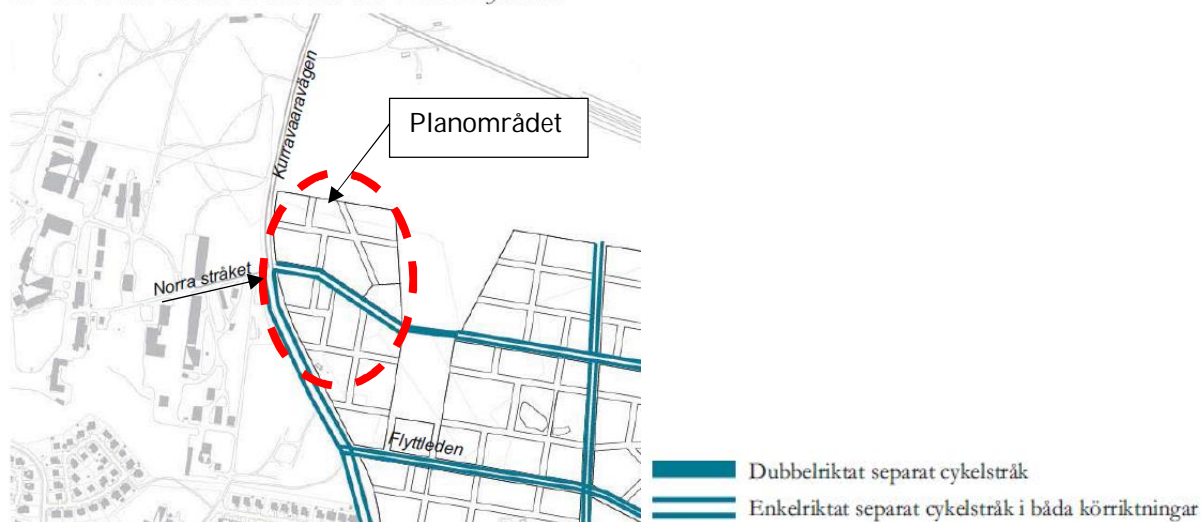 Kurravaaravägen
Planområdet
Norra stråket
Flyttleden
Dubbelriktat separat cykelstråk
Enkelriktat separat cykelstråk i båda körriktningar